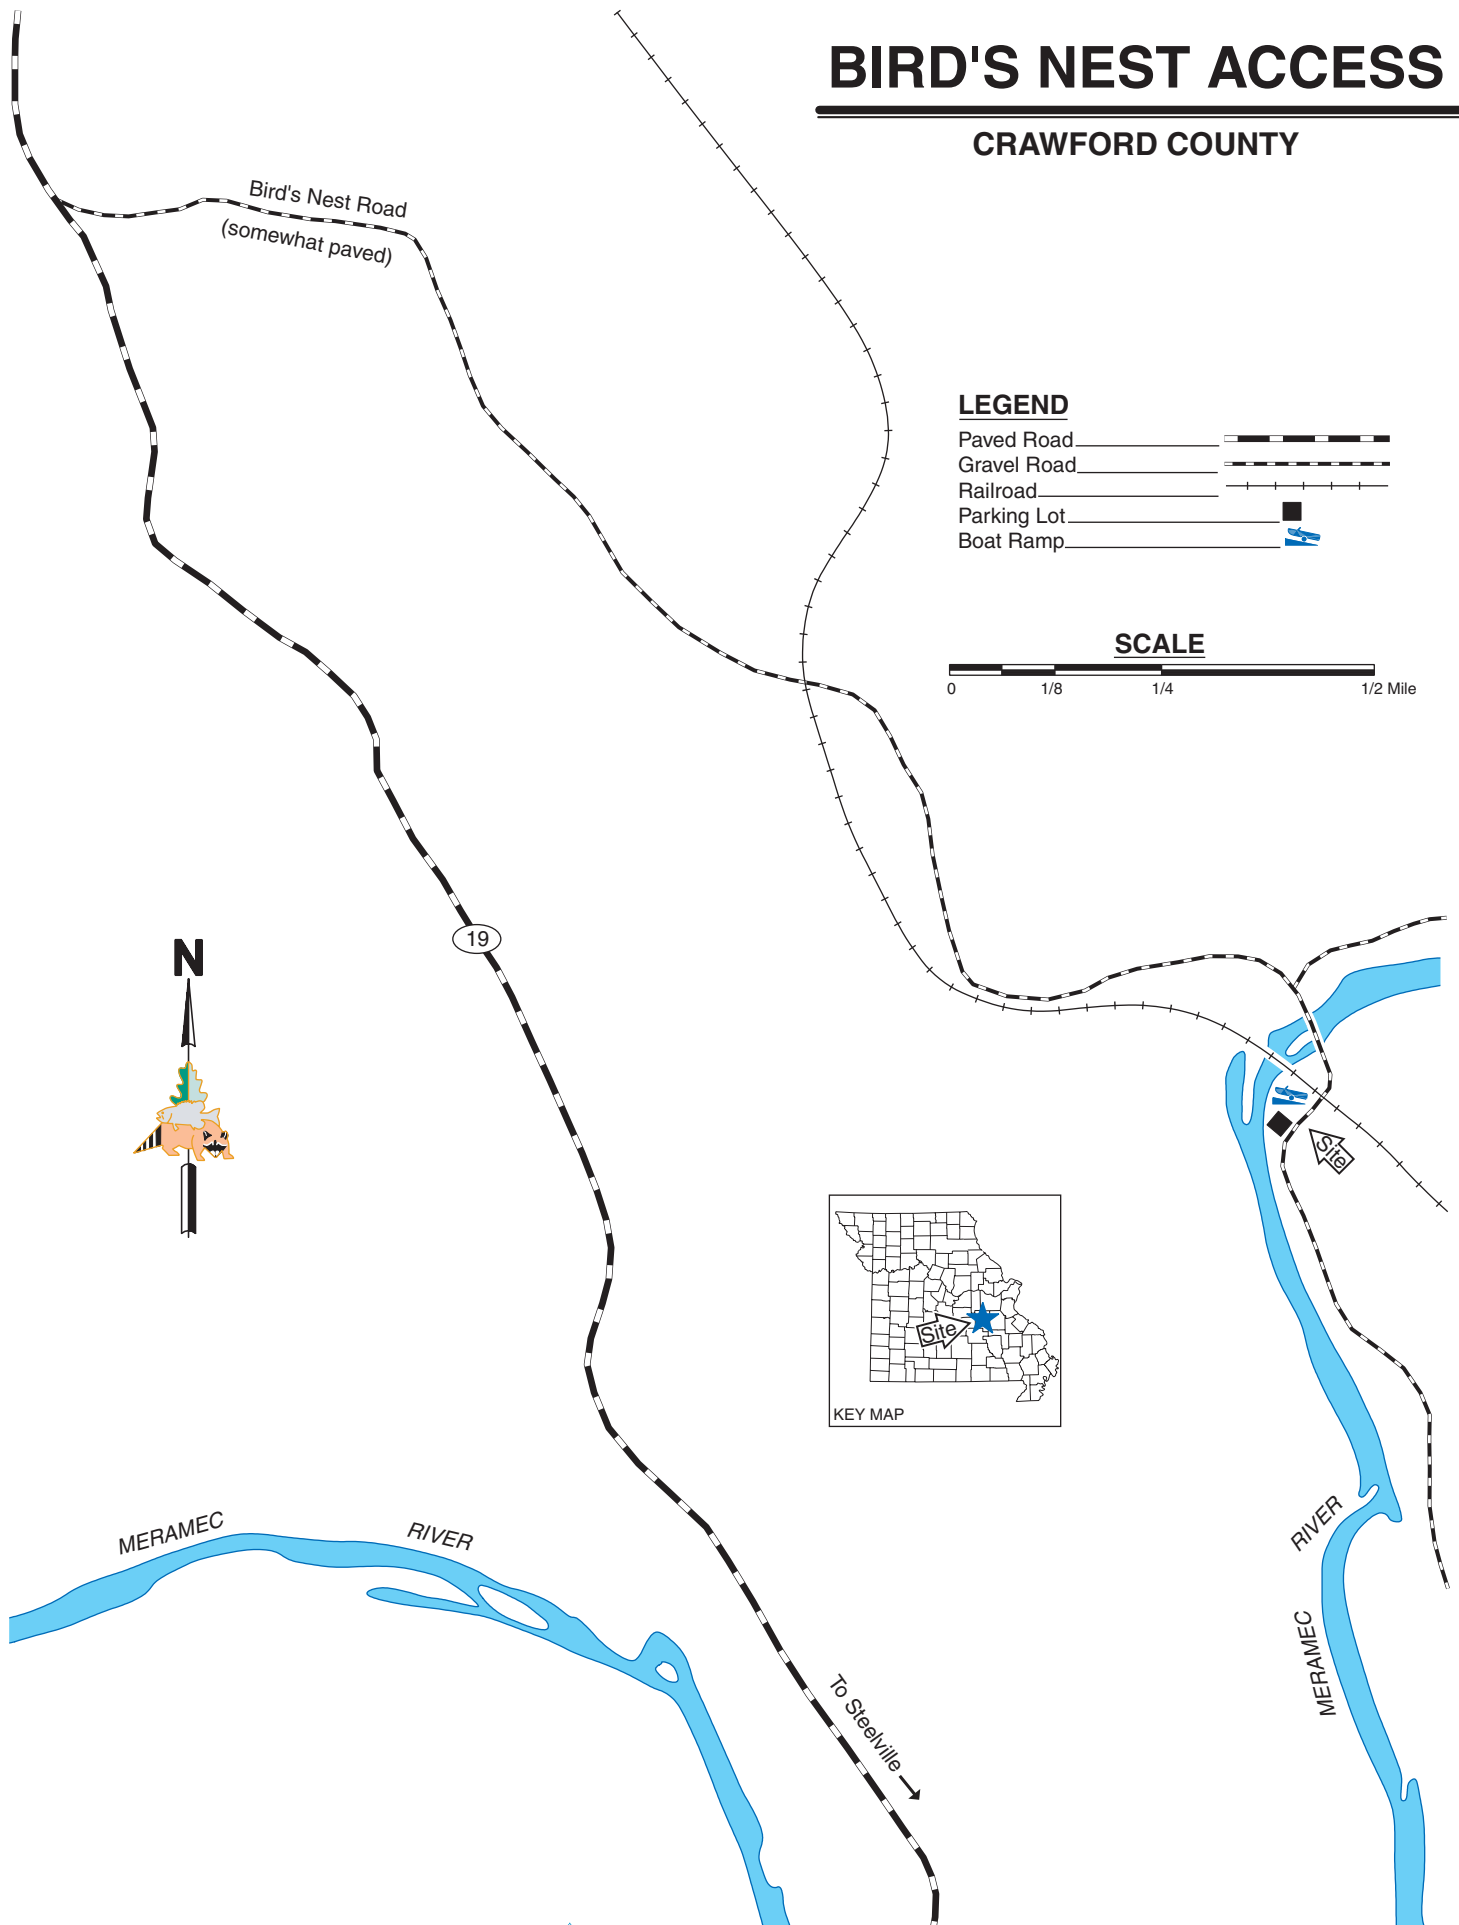 BIRD'S NEST ACCESS
CRAWFORD COUNTY
Bird's Nest Road
(somewhat paved)
LEGEND
Paved Road
Gravel Road
Railroad
Parking Lot
Boat Ramp
SCALE
0 1/8 1/4 1/2 Mile
19
N
Site
Site
KEY MAP
MERAMEC RIVER
RIVER
MERAMEC
To Steelville